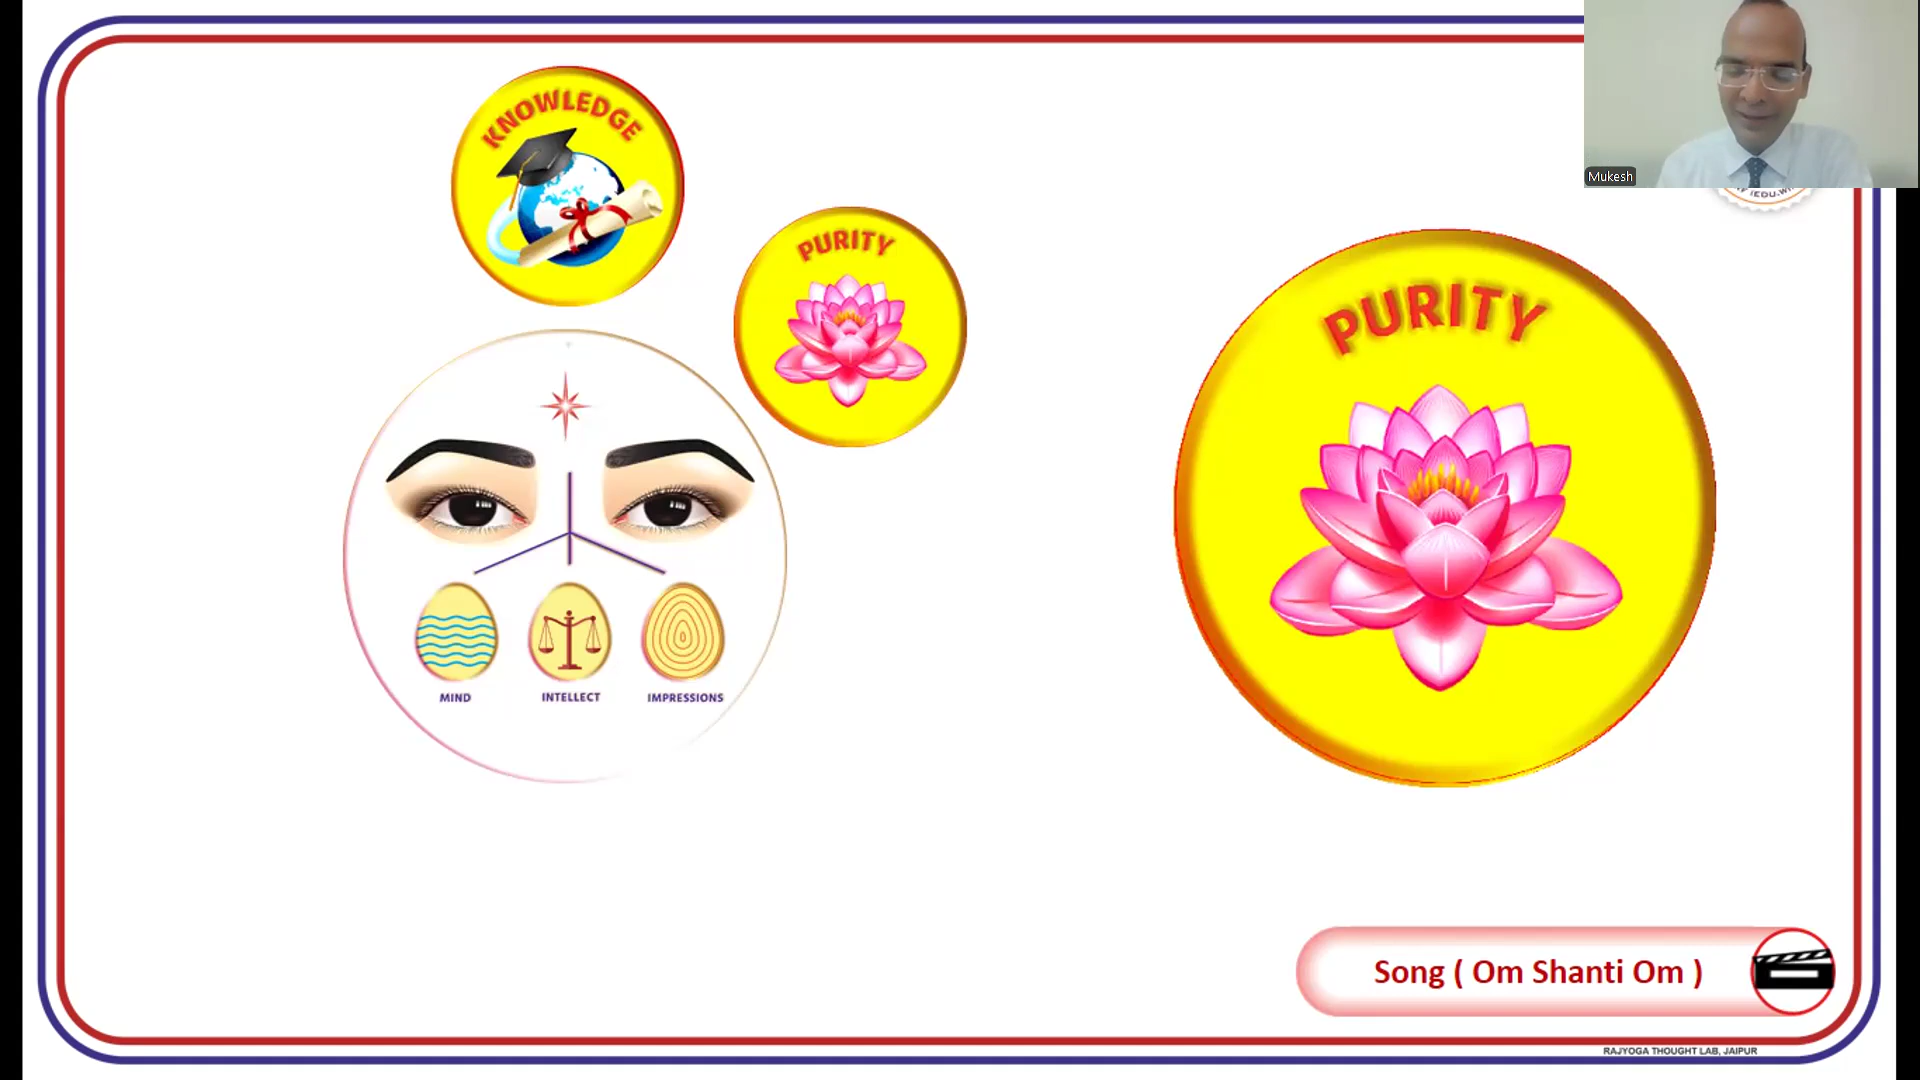 KNOWLEDGE
Mukesh
PURITY
PURITY
MIND
INTELLECT
IMPRESSIONS
Song ( Om Shanti Om )
RAJYOGA THOUGHT LAB, JAIPUR